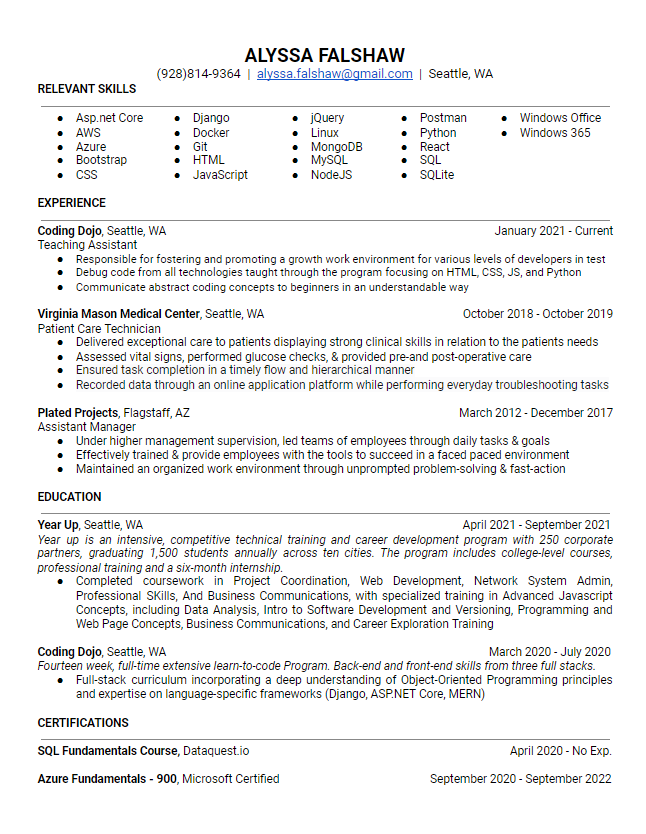 ALYSSA FALSHAW
(928)814-9364 | alyssa.falshaw@gmail.com | Seattle, WA
RELEVANT SKILLS
● Asp.net Core ● Django ● jQuery ● Postman ● Windows Office
● AWS ● Docker ● Linux ● Python ● Windows 365
● Azure ● Git ● MongoDB ● React
● Bootstrap ● HTML ● MySQL ● SQL
● CSS ● JavaScript ● NodeJS ● SQLite
EXPERIENCE
Coding Dojo, Seattle, WA January 2021 - Current
Teaching Assistant
● Responsible for fostering and promoting a growth work environment for various levels of developers in test
● Debug code from all technologies taught through the program focusing on HTML, CSS, JS, and Python
● Communicate abstract coding concepts to beginners in an understandable way
Virginia Mason Medical Center, Seattle, WA October 2018 - October 2019
Patient Care Technician
● Delivered exceptional care to patients displaying strong clinical skills in relation to the patients needs
● Assessed vital signs, performed glucose checks, & provided pre-and post-operative care
● Ensured task completion in a timely flow and hierarchical manner
● Recorded data through an online application platform while performing everyday troubleshooting tasks
Plated Projects, Flagstaff, AZ March 2012 - December 2017
Assistant Manager
● Under higher management supervision, led teams of employees through daily tasks & goals
● Effectively trained & provide employees with the tools to succeed in a faced paced environment
● Maintained an organized work environment through unprompted problem-solving & fast-action
EDUCATION
Year Up, Seattle, WA April 2021 - September 2021
Year up is an intensive, competitive technical training and career development program with 250 corporate
partners, graduating 1,500 students annually across ten cities. The program includes college-level courses,
professional training and a six-month internship.
● Completed coursework in Project Coordination, Web Development, Network System Admin,
Professional Skills, And Business Communications, with specialized training in Advanced Javascript
Concepts, including Data Analysis, Intro to Software Development and Versioning, Programming and
Web Page Concepts, Business Communications, and Career Exploration Training
Coding Dojo, Seattle, WA March 2020 - July 2020
Fourteen week, full-time extensive learn-to-code Program. Back-end and front-end skills from three full stacks.
● Full-stack curriculum incorporating a deep understanding of Object-Oriented Programming principles
and expertise on language-specific frameworks (Django, ASP.NET Core, MERN)
CERTIFICATIONS
SQL Fundamentals Course, Dataquest.io April 2020 - No Exp.
Azure Fundamentals - 900, Microsoft Certified September 2020 - September 2022